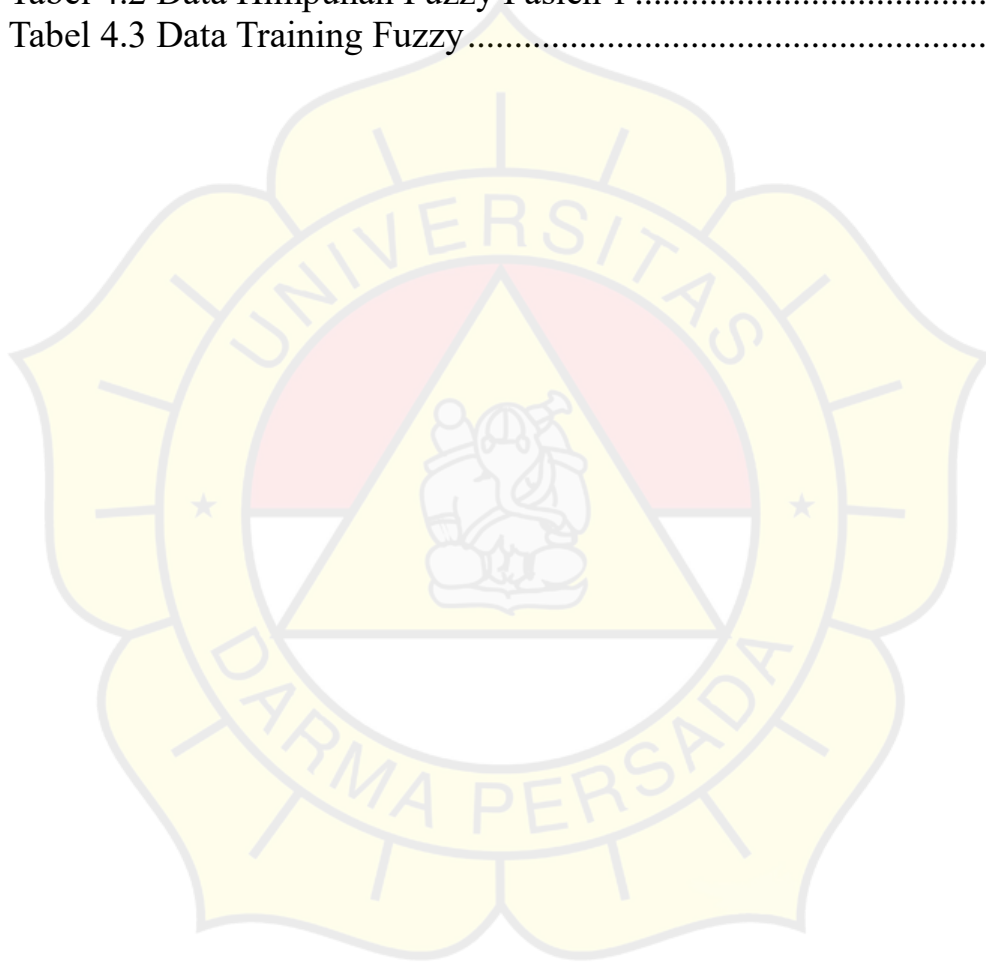 Tabel 4.2 Data Himpunan Fuzzy Pasien 1 ....................................
Tabel 4.3 Data Training Fuzzy.......................................................
UNIVERSITAS
DARMA PERSADA